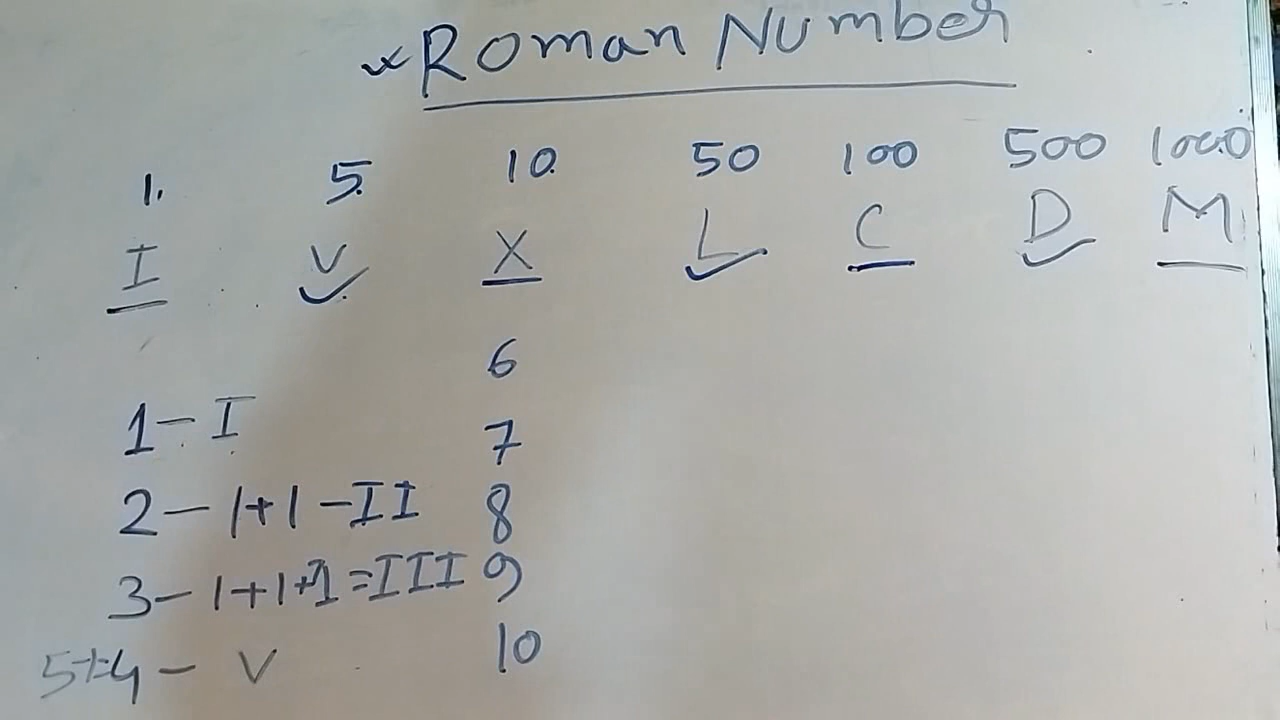 Roman Number
1. 5. 10. 50 100 500 1000
I V X L C D M
6
1 - I 7
2 - 1+1 - II 8
3 - 1+1+1 = III 9
4 - V 10